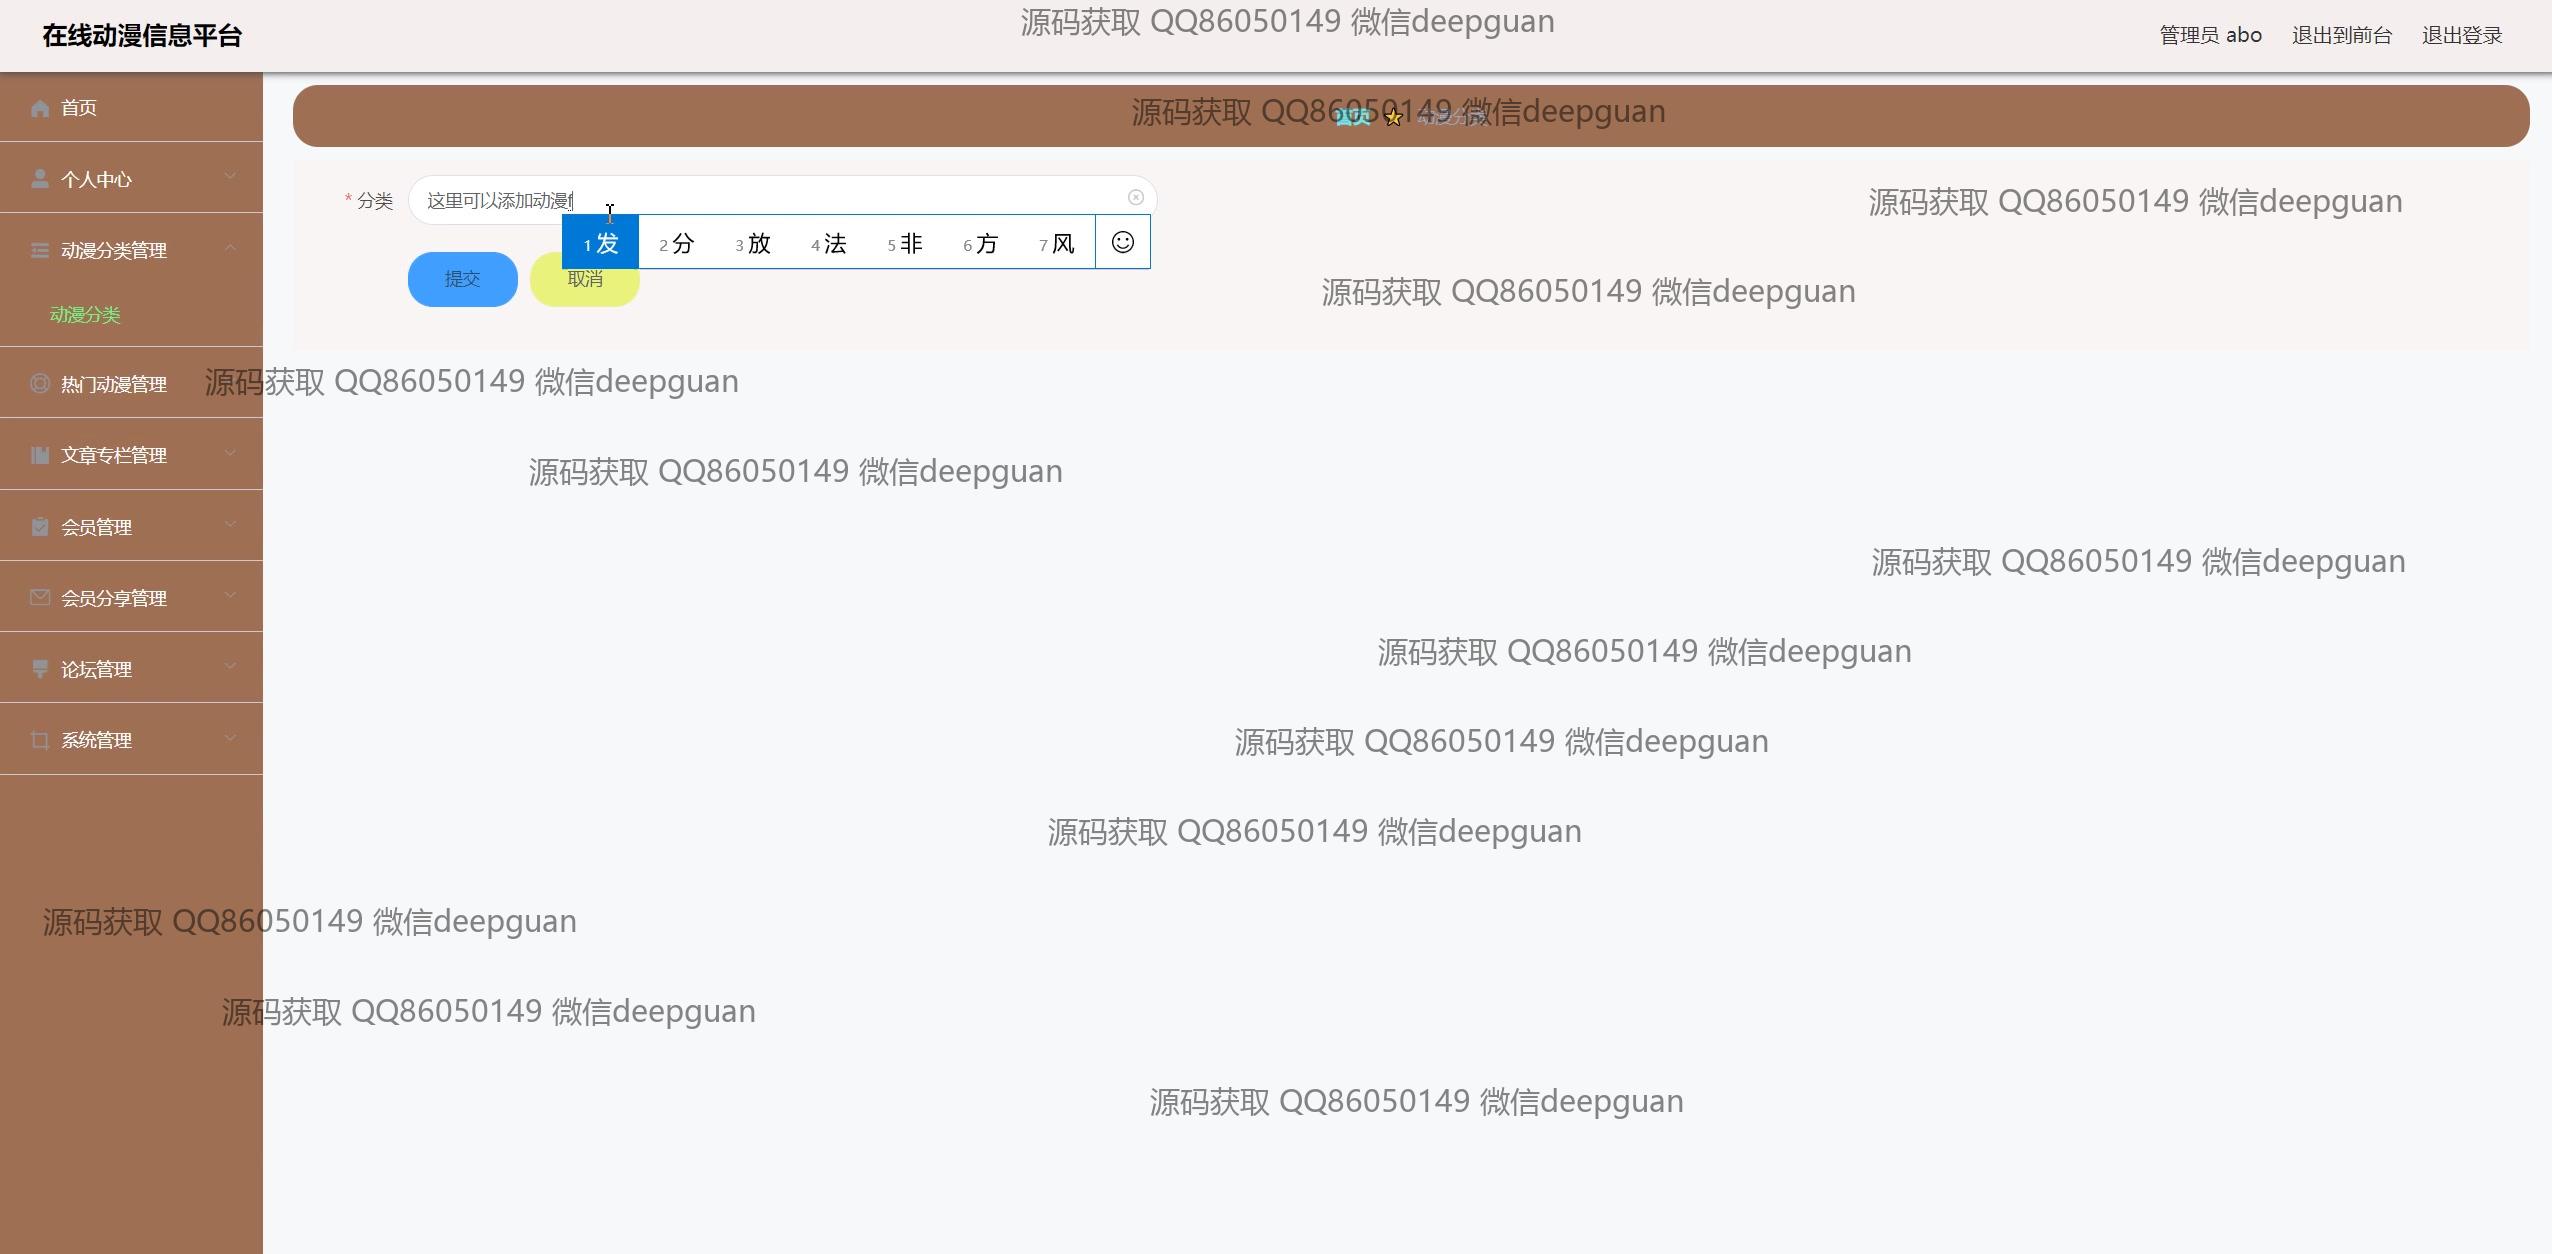 在线动漫信息平台
源码获取 QQ86050149 微信deepguan
管理员 abo
退出到前台
退出登录
首页
源码获取 QQ86050149 微信deepguan
首页
动漫分类
个人中心
* 分类
这里可以添加动漫f
源码获取 QQ86050149 微信deepguan
1 发 2 分 3 放 4 法 5 非 6 方 7 风
动漫分类管理
提交
取消
源码获取 QQ86050149 微信deepguan
动漫分类
热门动漫管理
源码获取 QQ86050149 微信deepguan
文章专栏管理
源码获取 QQ86050149 微信deepguan
会员管理
源码获取 QQ86050149 微信deepguan
会员分享管理
论坛管理
源码获取 QQ86050149 微信deepguan
系统管理
源码获取 QQ86050149 微信deepguan
源码获取 QQ86050149 微信deepguan
源码获取 QQ86050149 微信deepguan
源码获取 QQ86050149 微信deepguan
源码获取 QQ86050149 微信deepguan